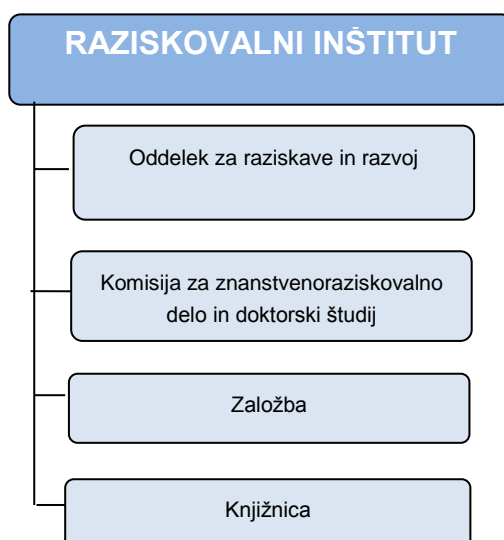 RAZISKOVALNI INŠTITUT
Oddelek za raziskave in razvoj
Komisija za znanstvenoraziskovalno
delo in doktorski študij
Založba
Knjižnica